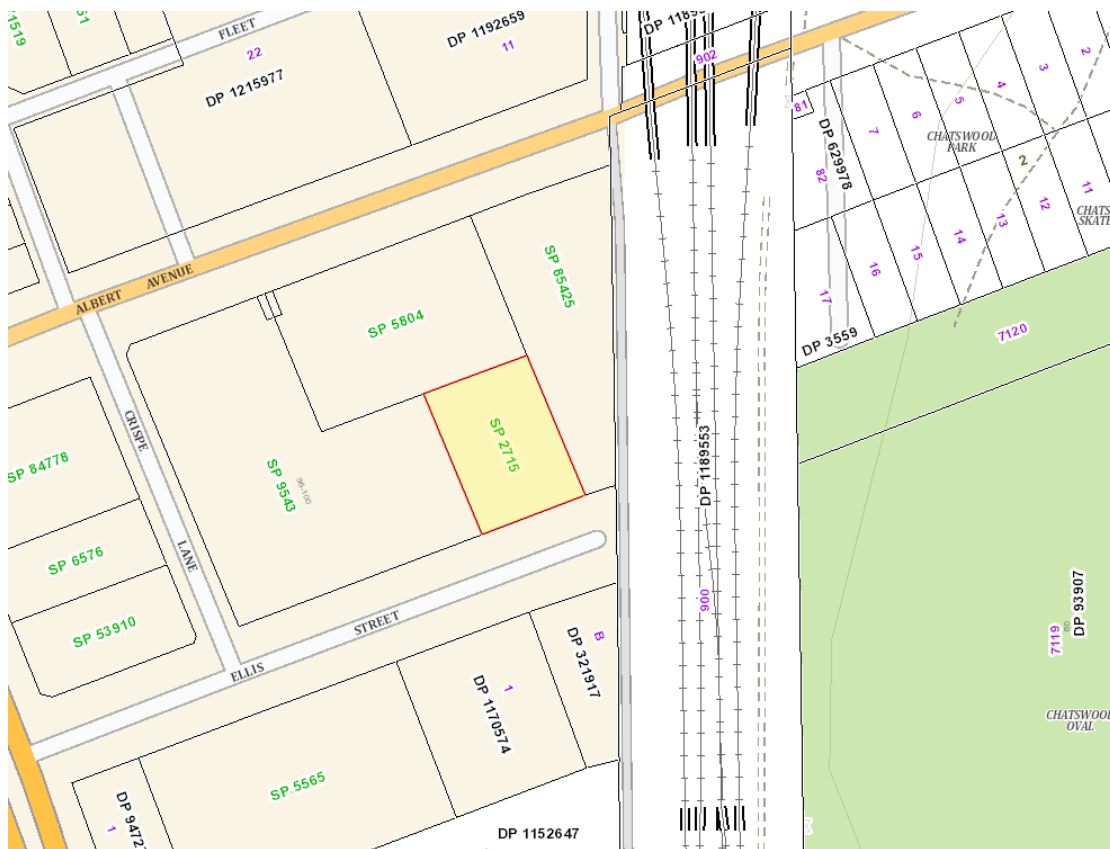 1519
51
FLEET
22
DP 1215977
DP 1192659
11
902
81
DP 629978
82
7
6
5
4
3
2
CHATSWOOD
PARK
2
11
12
13
14
15
16
17
DP 3559
7120
ALBERT AVENUE
SP 85425
SP 5804
SP 2715
SP 9543
96-100
CRISPE
LANE
SP 84778
SP 6576
SP 53910
DP 1189553
900
ELLIS STREET
B
DP 321917
1
DP 1170574
SP 5565
1
DP 1152647
DP 93907
7119
CHATSWOOD
OVAL